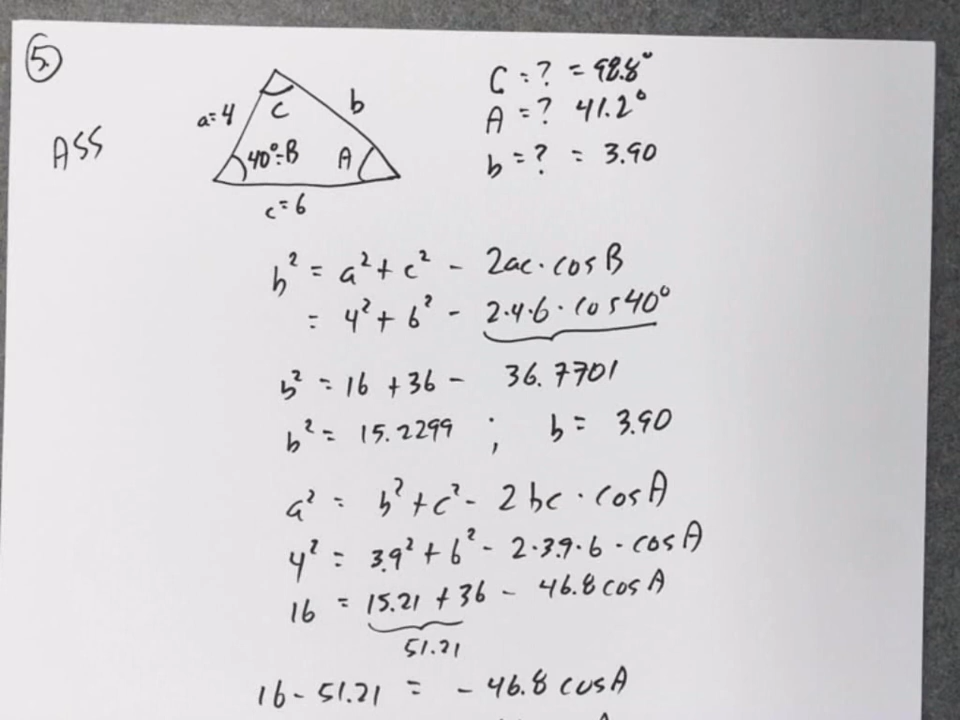 5.
C = ? = 98.8°
a=4 C b
A = ? 41.2°
ASS
40°=B A
b = ? = 3.90
c=6
b² = a² + c² - 2ac · cos B
= 4² + 6² - 2·4·6 · cos 40°
b² = 16 + 36 - 36.7701
b² = 15.2299 ; b = 3.90
a² = b² + c² - 2bc · cos A
4² = 3.9² + 6² - 2·3.9·6 · cos A
16 = 15.21 + 36 - 46.8 cos A
51.21
16 - 51.21 = - 46.8 cos A